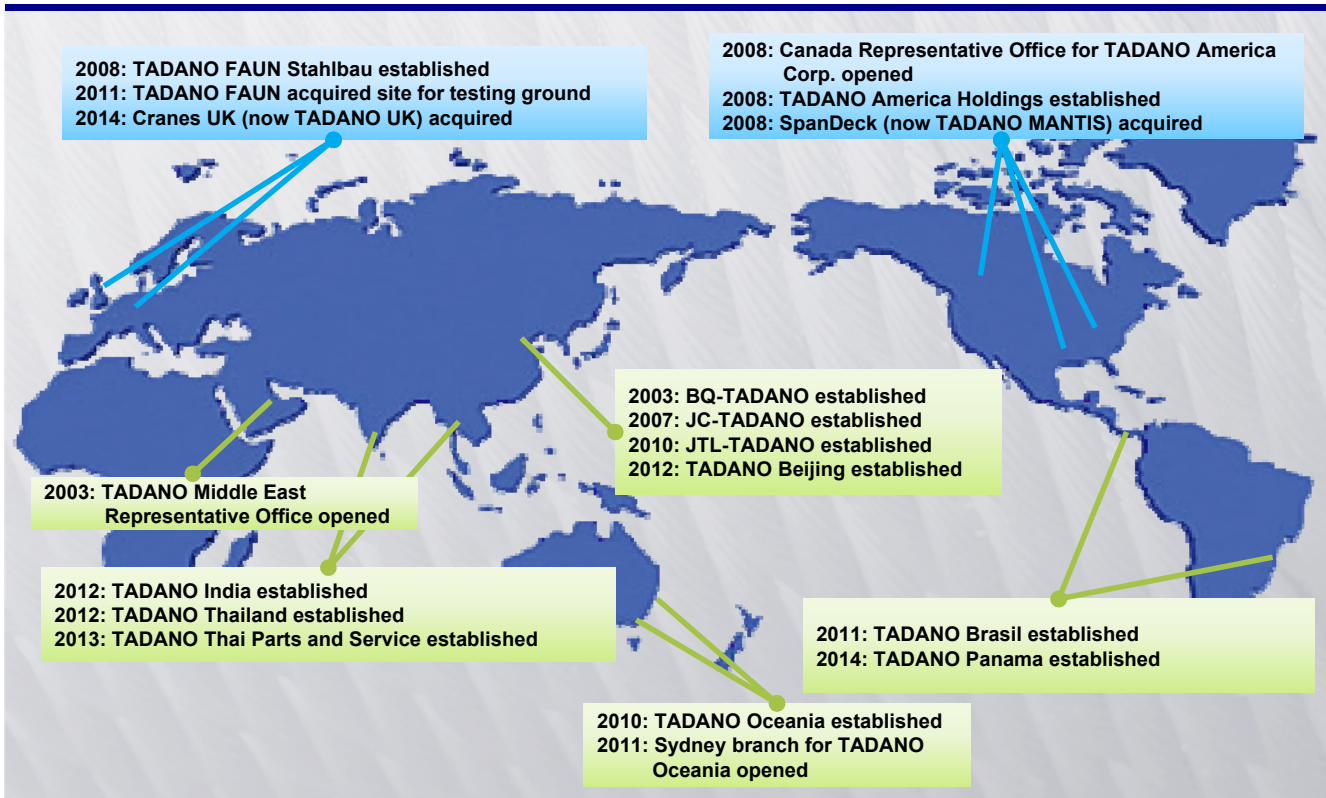 2008: TADANO FAUN Stahlbau established
2011: TADANO FAUN acquired site for testing ground
2014: Cranes UK (now TADANO UK) acquired
2008: Canada Representative Office for TADANO America
Corp. opened
2008: TADANO America Holdings established
2008: SpanDeck (now TADANO MANTIS) acquired
2003: BQ-TADANO established
2007: JC-TADANO established
2010: JTL-TADANO established
2012: TADANO Beijing established
2003: TADANO Middle East
Representative Office opened
2012: TADANO India established
2012: TADANO Thailand established
2013: TADANO Thai Parts and Service established
2011: TADANO Brasil established
2014: TADANO Panama established
2010: TADANO Oceania established
2011: Sydney branch for TADANO
Oceania opened